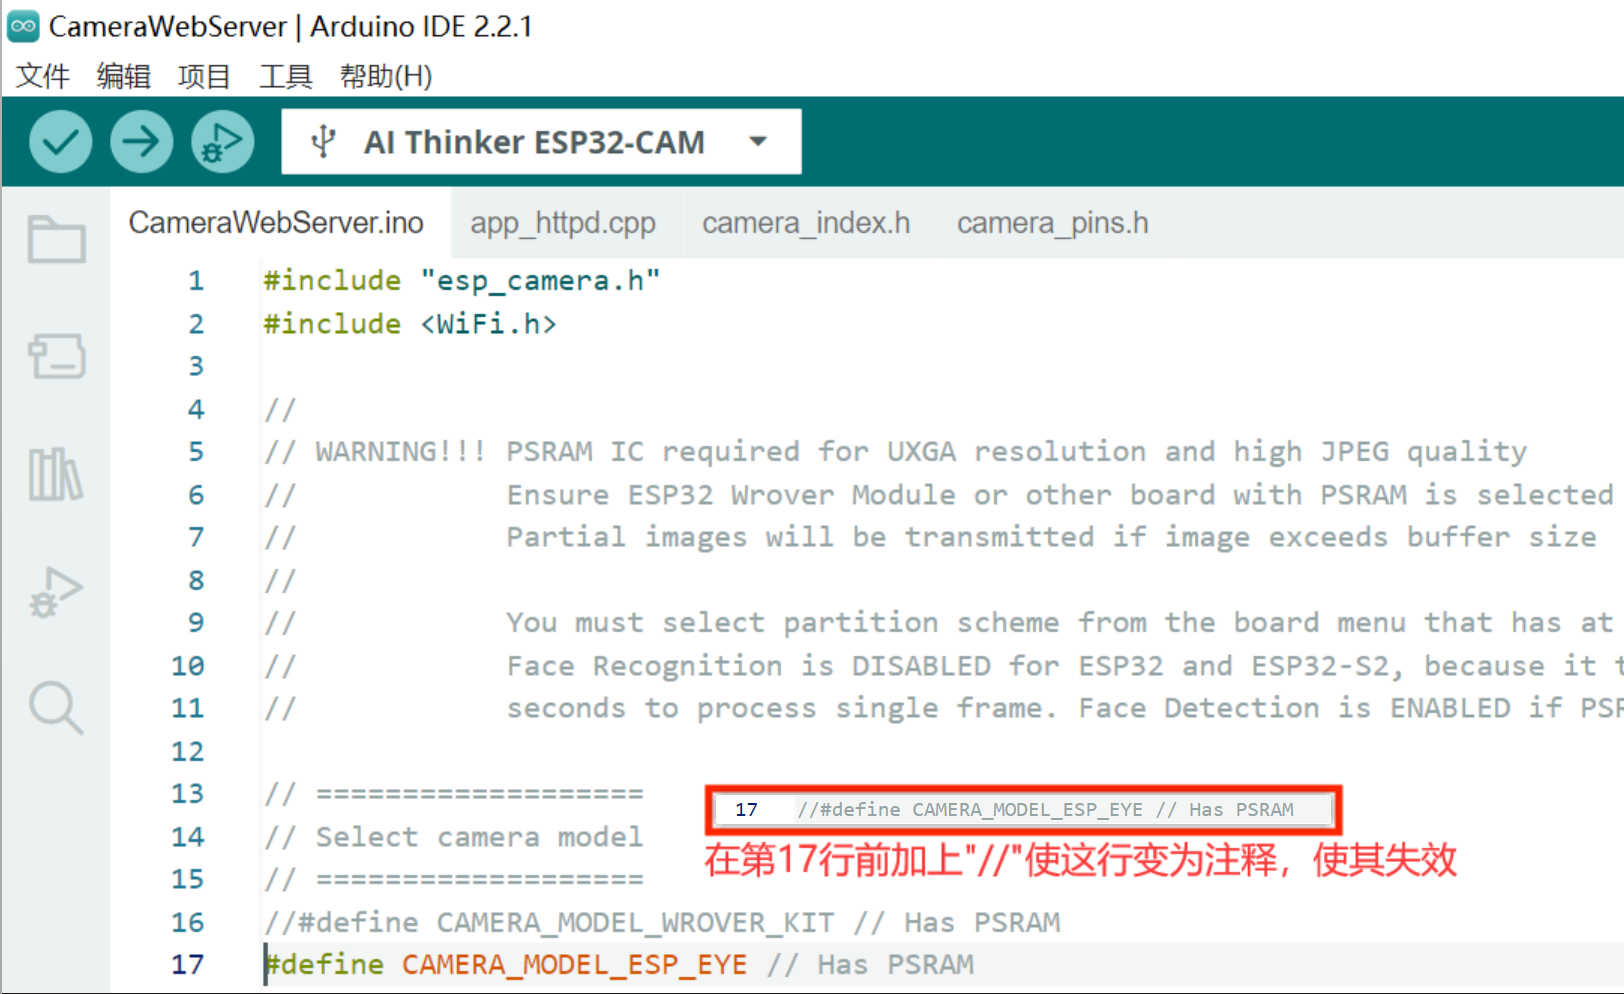 CameraWebServer | Arduino IDE 2.2.1
文件 编辑 项目 工具 帮助(H)
AI Thinker ESP32-CAM
CameraWebServer.ino app_httpd.cpp camera_index.h camera_pins.h
1 #include "esp_camera.h"
2 #include <WiFi.h>
3
4 //
5 // WARNING!!! PSRAM IC required for UXGA resolution and high JPEG quality
6 // Ensure ESP32 Wrover Module or other board with PSRAM is selected
7 // Partial images will be transmitted if image exceeds buffer size
8 //
9 // You must select partition scheme from the board menu that has at
10 // Face Recognition is DISABLED for ESP32 and ESP32-S2, because it t
11 // seconds to process single frame. Face Detection is ENABLED if PSR
12
13 // ===================
17 //#define CAMERA_MODEL_ESP_EYE // Has PSRAM
14 // Select camera model
在第17行前加上"//"使这行变为注释，使其失效
15 // ===================
16 //#define CAMERA_MODEL_WROVER_KIT // Has PSRAM
17 #define CAMERA_MODEL_ESP_EYE // Has PSRAM